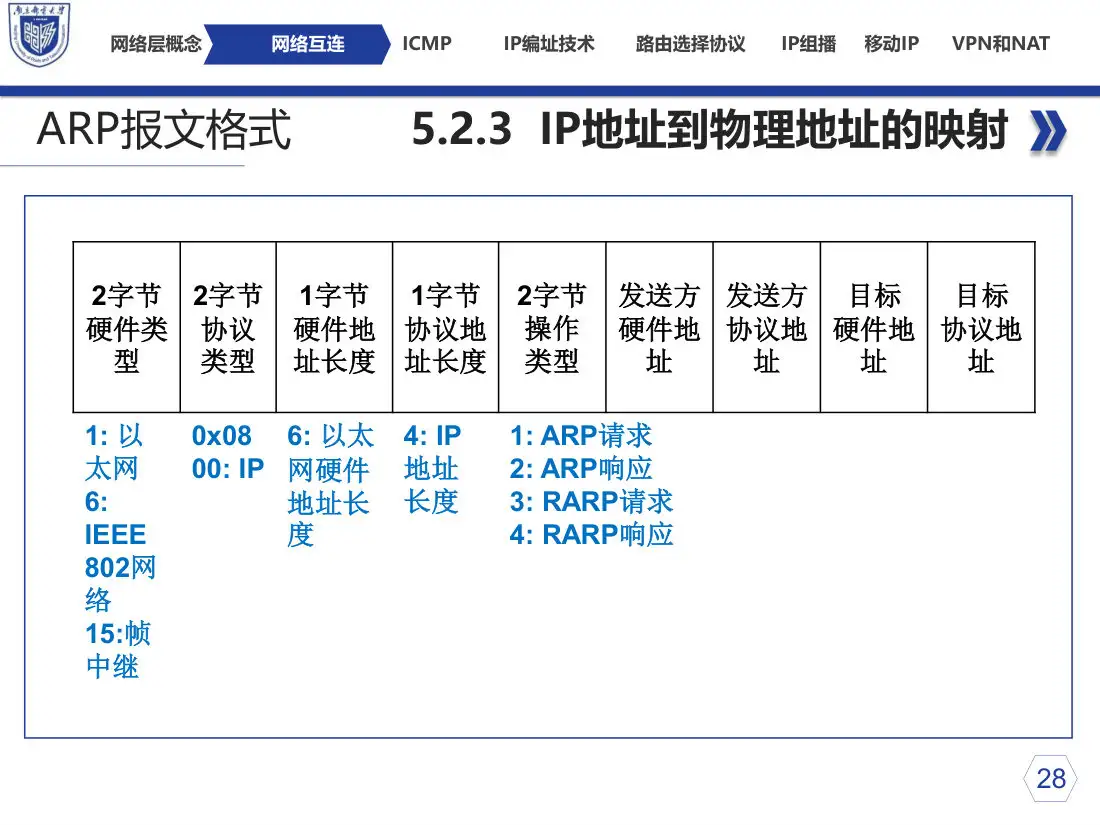 南京邮电大学
网络层概念 网络互连 ICMP IP编址技术 路由选择协议 IP组播 移动IP VPN和NAT
ARP报文格式 5.2.3 IP地址到物理地址的映射
2字节
硬件类
型
2字节
协议
类型
1字节
硬件地
址长度
1字节
协议地
址长度
2字节
操作
类型
发送方
硬件地
址
发送方
协议地
址
目标
硬件地
址
目标
协议地
址
1: 以
太网
6:
IEEE
802网
络
15:帧
中继
0x08
00: IP
6: 以太
网硬件
地址长
度
4: IP
地址
长度
1: ARP请求
2: ARP响应
3: RARP请求
4: RARP响应
28